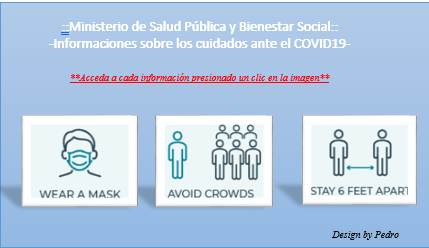 ::Ministerio de Salud Pública y Bienestar Social::
-Informaciones sobre los cuidados ante el COVID19-
**Acceda a cada información presionado un clic en la imagen**
WEAR A MASK
AVOID CROWDS
STAY 6 FEET APART
Design by Pedro